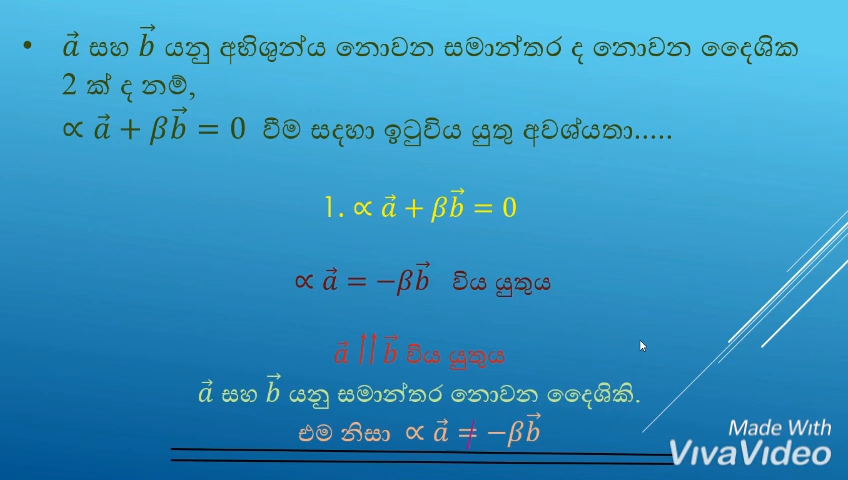 • a⃗ සහ b⃗ යනු අභිශුන්ය නොවන සමාන්තර ද නොවන දෛශික
2 ක් ද නම්,
∝ a⃗ + βb⃗ = 0 වීම සදහා ඉටුවිය යුතු අවශ්යතා.....
1. ∝ a⃗ + βb⃗ = 0
∝ a⃗ = −βb⃗ විය යුතුය
a⃗ // b⃗ විය යුතුය
a⃗ සහ b⃗ යනු සමාන්තර නොවන දෛශිකි.
එම නිසා ∝ a⃗ ≠ −βb⃗
Made With
VivaVideo